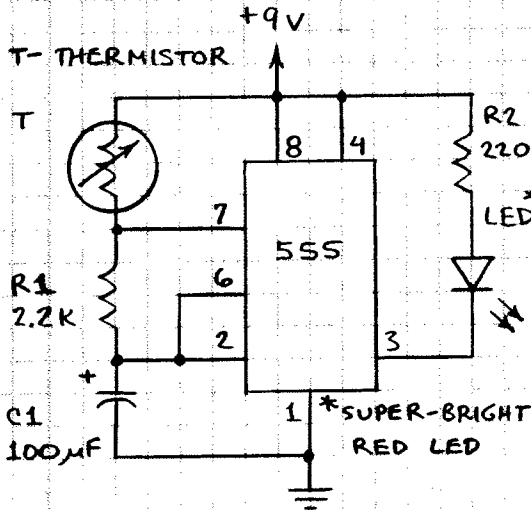 +9V
T- THERMISTOR
T
8
4
R2
220
7
555
LED*
R1
2.2K
6
2
3
+
C1
100µF
1
* SUPER-BRIGHT
RED LED